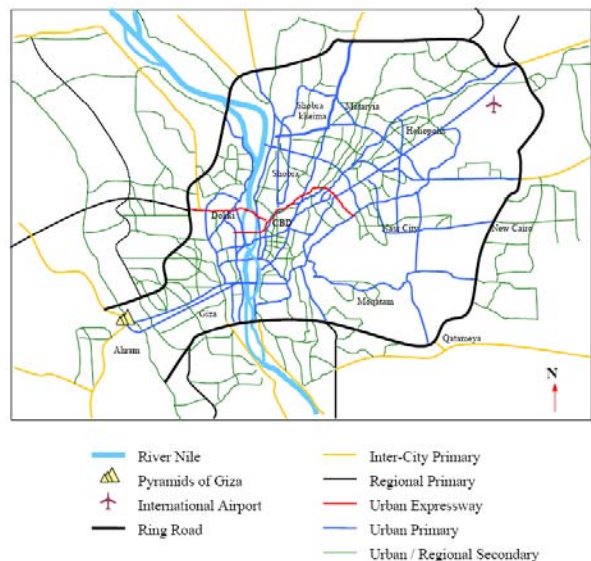 Shobra
kheima
Mataryia
Heliopolis
Shobra
Dokki
CBD
Nasr City
New Cairo
Moqatam
Giza
Qatameya
Ahram
N
River Nile
Pyramids of Giza
International Airport
Ring Road
Inter-City Primary
Regional Primary
Urban Expressway
Urban Primary
Urban / Regional Secondary